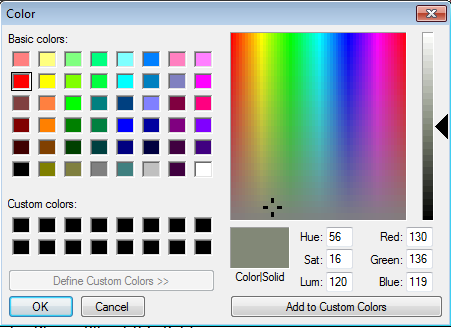 Color
Basic colors:
Custom colors:
Define Custom Colors >>
OK Cancel
Color|Solid
Hue: 56 Red: 130
Sat: 16 Green: 136
Lum: 120 Blue: 119
Add to Custom Colors